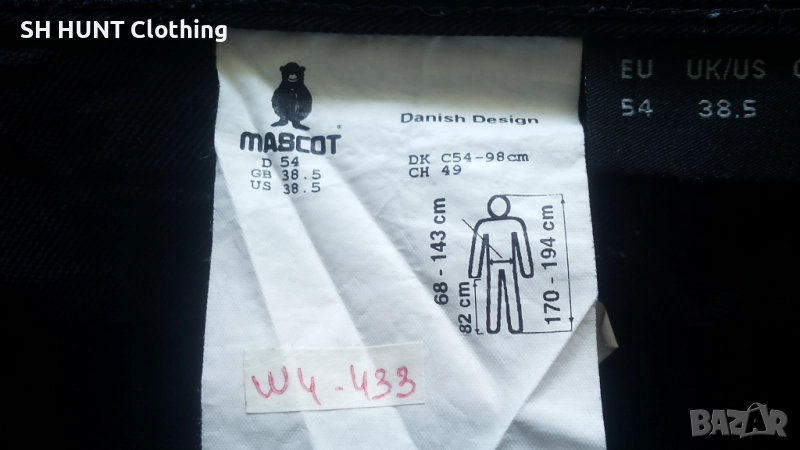 SH HUNT Clothing
MASCOT
Danish Design
D 54
GB 38.5
US 38.5
DK C54-98cm
CH 49
68 - 143 cm
82 cm
170 - 194 cm
W4-433
EU UK/US
54 38.5
BAZAR